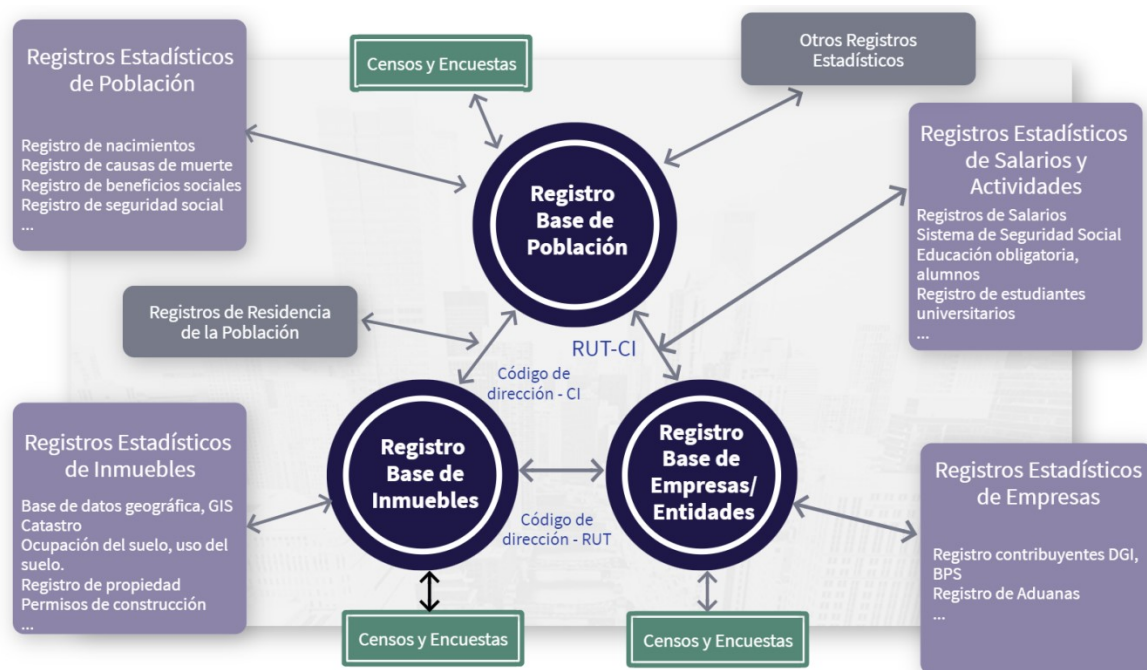 Registros Estadísticos
de Población
Registro de nacimientos
Registro de causas de muerte
Registro de beneficios sociales
Registro de seguridad social
...
Censos y Encuestas
Otros Registros
Estadísticos
Registro
Base de
Población
Registros Estadísticos
de Salarios y
Actividades
Registros de Salarios
Sistema de Seguridad Social
Educación obligatoria,
alumnos
Registro de estudiantes
universitarios
...
Registros de Residencia
de la Población
RUT-CI
Código de
dirección - CI
Registros Estadísticos
de Inmuebles
Base de datos geográfica, GIS
Catastro
Ocupación del suelo, uso del
suelo.
Registro de propiedad
Permisos de construcción
...
Registro
Base de
Inmuebles
Código de
dirección - RUT
Registro
Base de
Empresas/
Entidades
Registros Estadísticos
de Empresas
Registro contribuyentes DGI,
BPS
Registro de Aduanas
...
Censos y Encuestas
Censos y Encuestas